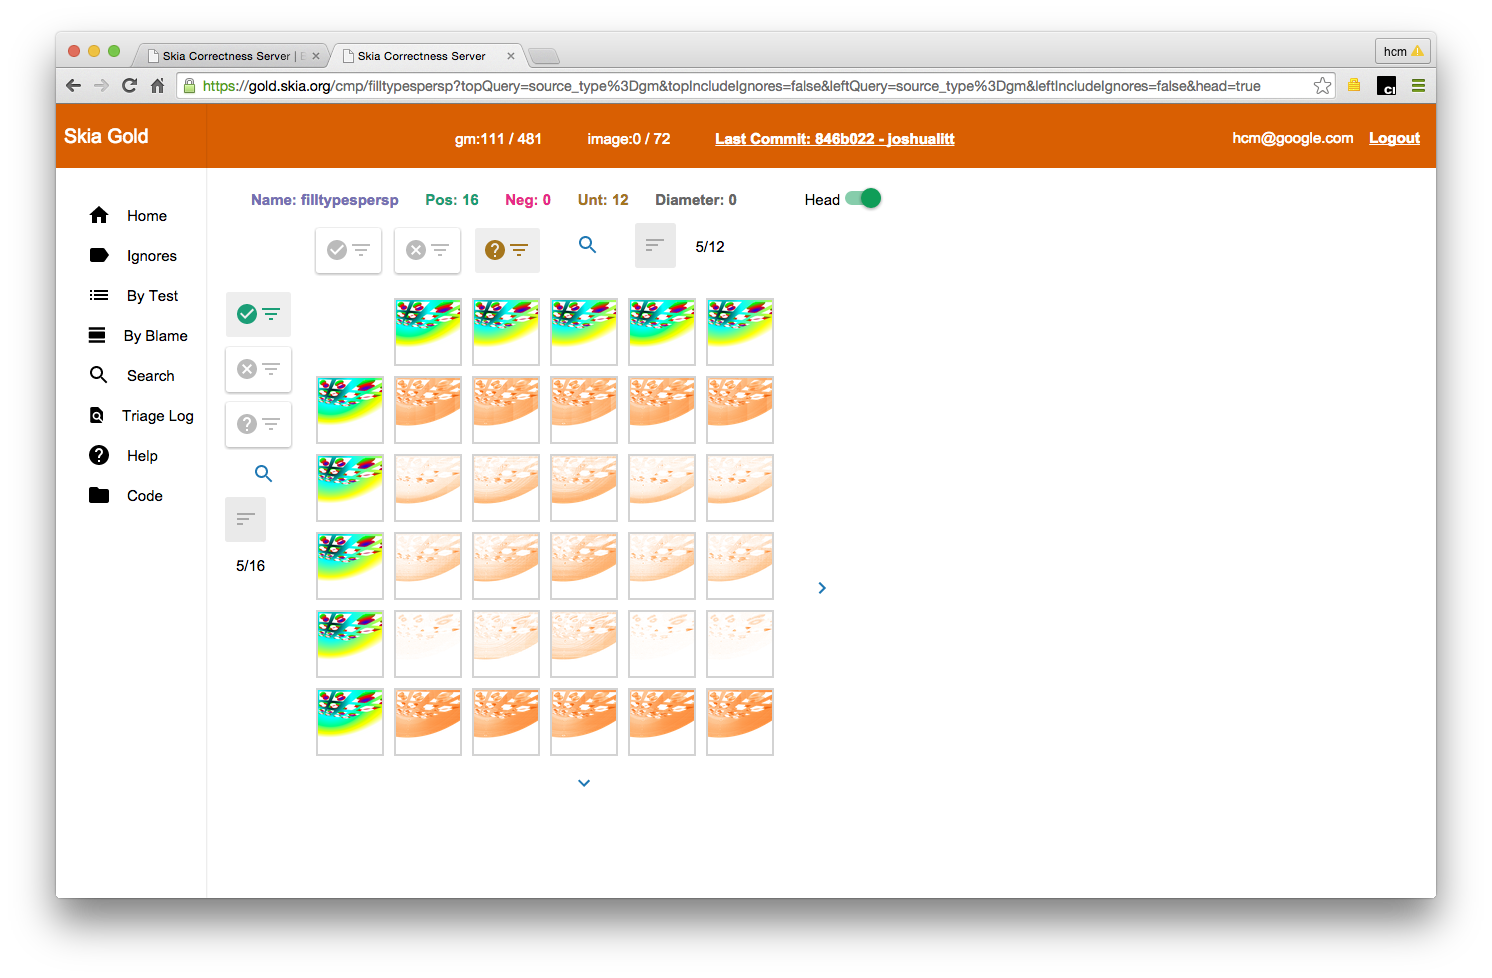 Skia Correctness Server |
Skia Correctness Server
hcm
https://gold.skia.org/cmp/filltypespersp?topQuery=source_type%3Dgm&topIncludeIgnores=false&leftQuery=source_type%3Dgm&leftIncludeIgnores=false&head=true
Skia Gold
gm:111 / 481
image:0 / 72
Last Commit: 846b022 - joshualitt
hcm@google.com
Logout
Home
Ignores
By Test
By Blame
Search
Triage Log
Help
Code
Name: filltypespersp
Pos: 16
Neg: 0
Unt: 12
Diameter: 0
Head
5/12
5/16